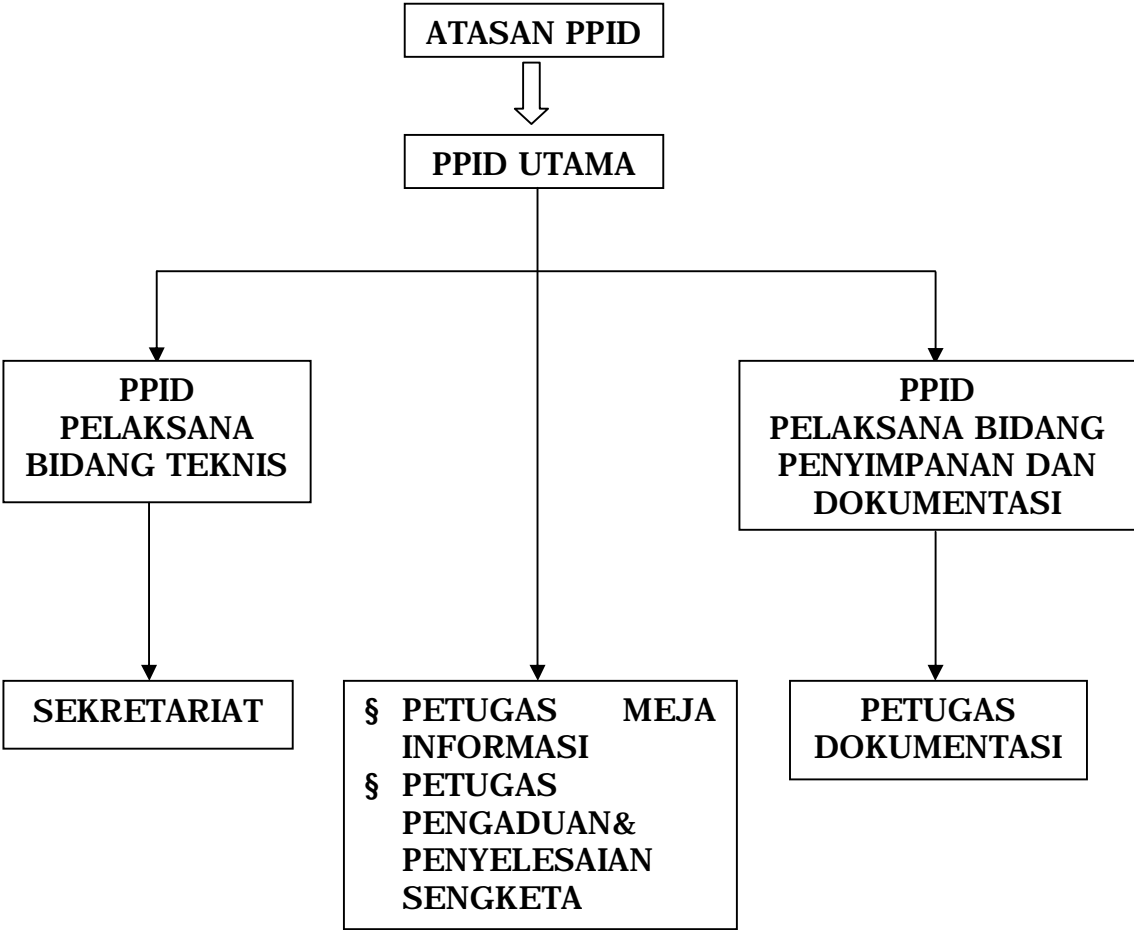 ATASAN PPID
PPID UTAMA
PPID
PELAKSANA
BIDANG TEKNIS
PPID
PELAKSANA BIDANG
PENYIMPANAN DAN
DOKUMENTASI
SEKRETARIAT
§ PETUGAS MEJA
INFORMASI
§ PETUGAS
PENGADUAN&
PENYELESAIAN
SENGKETA
PETUGAS
DOKUMENTASI